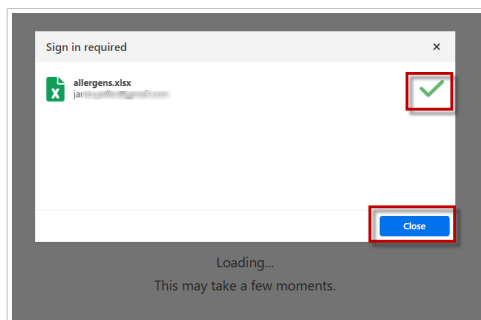 Sign in required
allergens.xlsx
Close
Loading...
This may take a few moments.